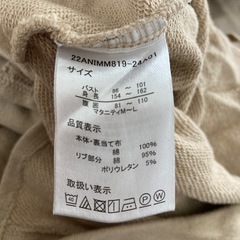 22ANIMM819-24A01
サイズ
バスト 86 〜 101
身長 154 〜 162
腹囲 81 〜 110
マタニティM〜L
品質表示
本体・裏当て布 綿 100%
リブ部分 綿 95%
ポリウレタン 5%
取扱い表示